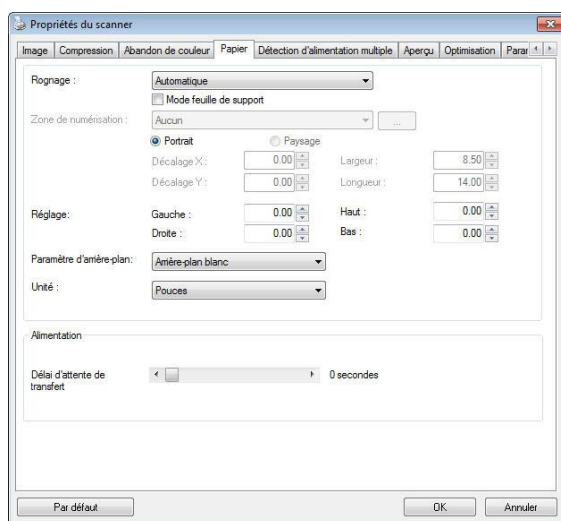 Propriétés du scanner
Image Compression Abandon de couleur Papier Détection d'alimentation multiple Aperçu Optimisation Parar
Rognage : Automatique
Mode feuille de support
Zone de numérisation : Aucun ...
Portrait Paysage
Décalage X : 0.00 Largeur : 8.50
Décalage Y : 0.00 Longueur : 14.00
Réglage: Gauche : 0.00 Haut : 0.00
Droite : 0.00 Bas : 0.00
Paramètre d'arrière-plan: Arrière-plan blanc
Unité : Pouces
Alimentation
Délai d'attente de 0 secondes
transfert
Par défaut OK Annuler